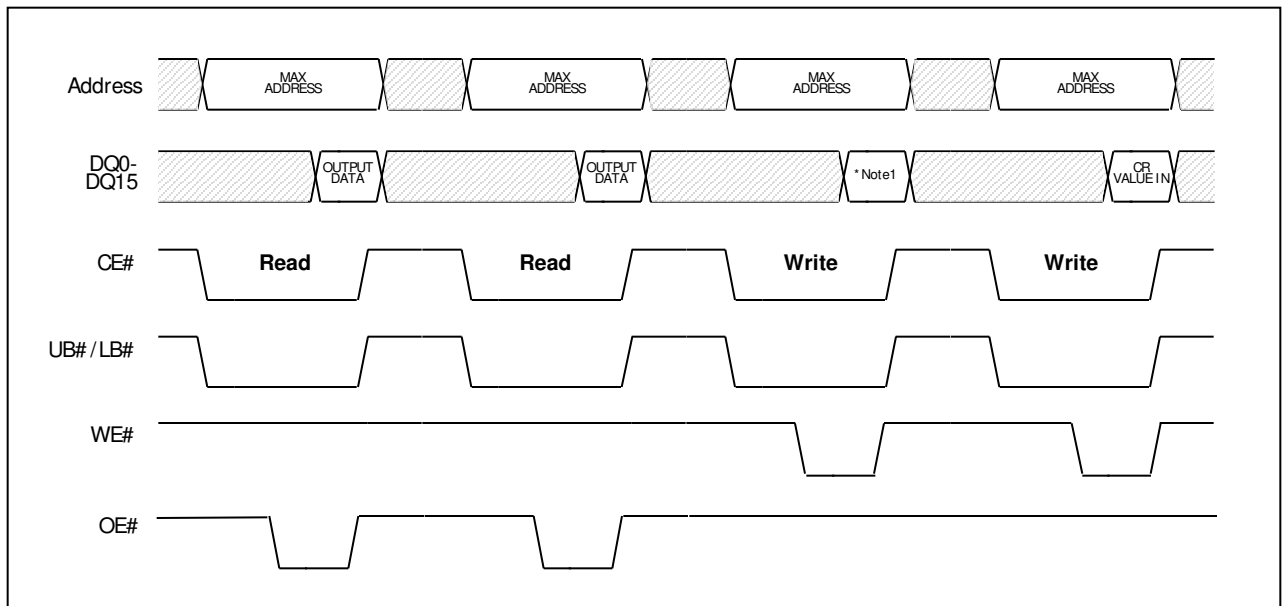 Address
MAX
ADDRESS
MAX
ADDRESS
MAX
ADDRESS
MAX
ADDRESS
DQ0-
DQ15
OUTPUT
DATA
OUTPUT
DATA
*Note1
CR
VALUE IN
CE#
Read
Read
Write
Write
UB# / LB#
WE#
OE#